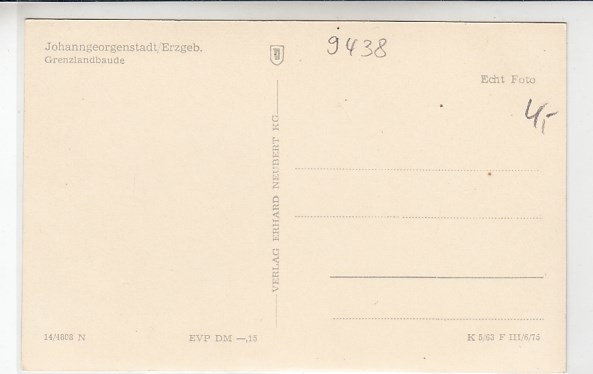 Johanngeorgenstadt/Erzgeb.
Grenzlandbaude
9438
Echt Foto
4,-
VERLAG ERHARD NEUBERT KG
14/4808 N
EVP DM —,15
K 5/63 F III/8/75